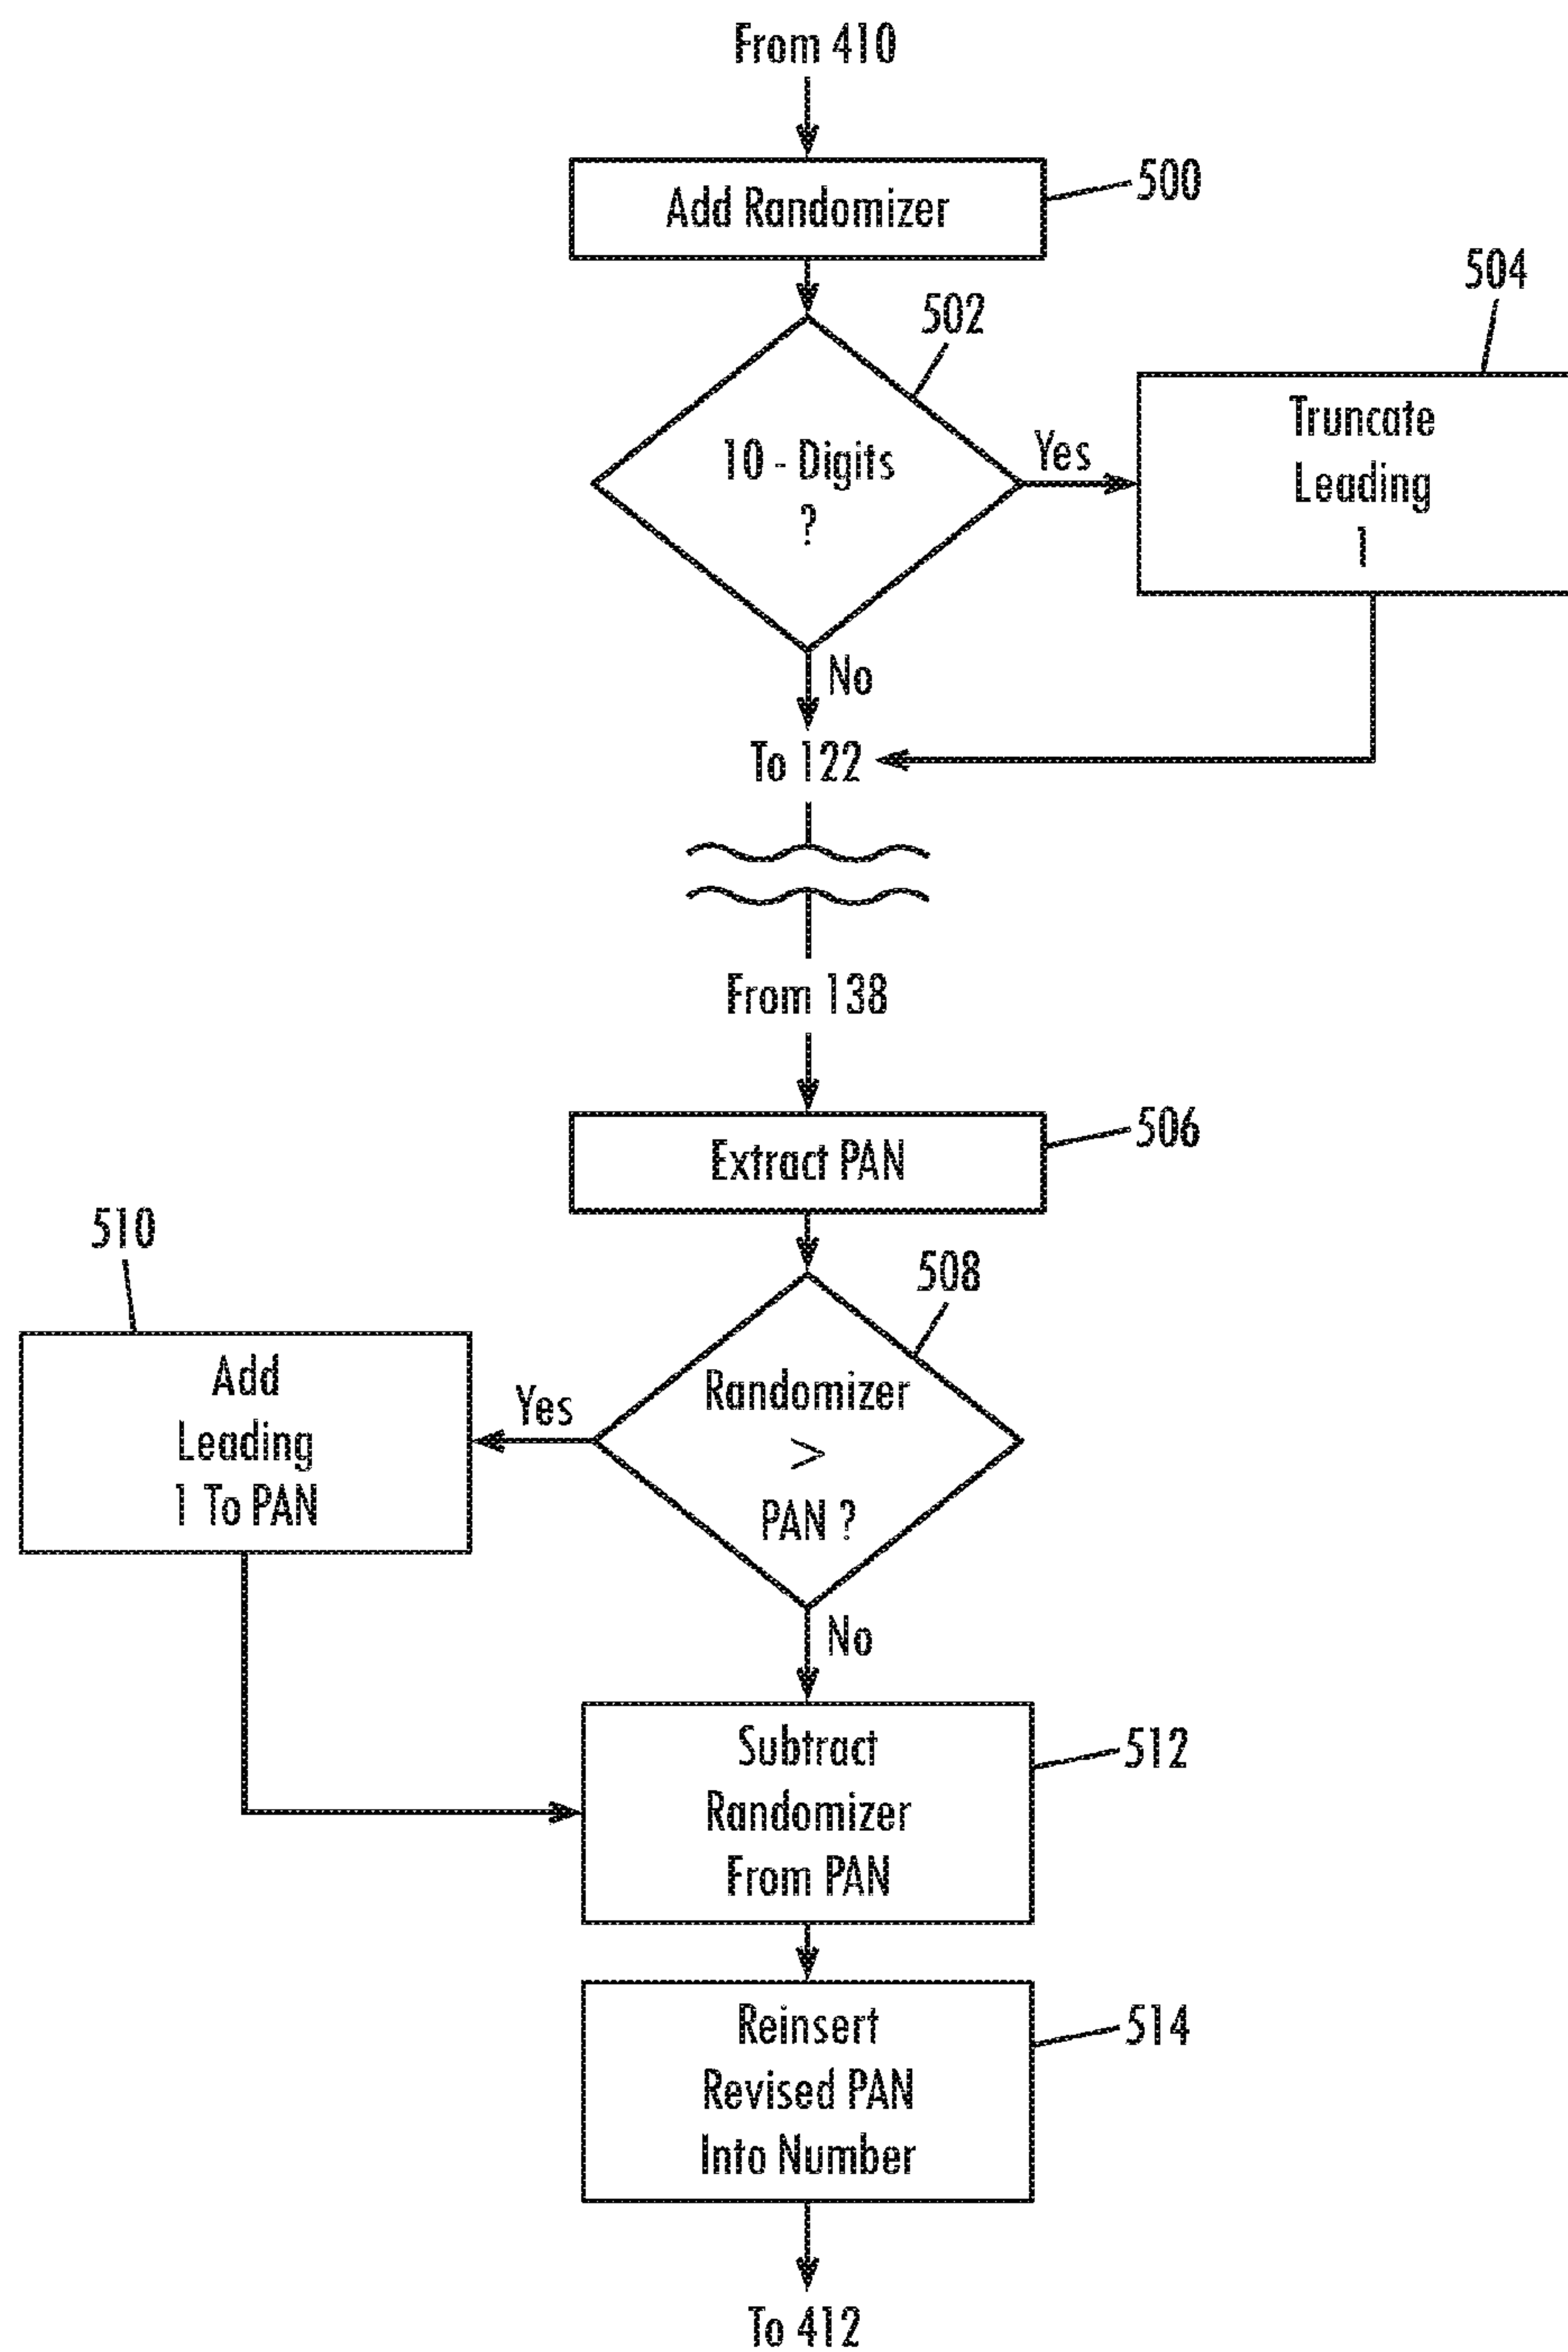 From 410
Add Randomizer
500
504
502
10 - Digits
?
Yes
Truncate
Leading
1
No
To 122
From 138
Extract PAN
506
510
508
Randomizer
>
PAN ?
Yes
Add
Leading
1 To PAN
No
Subtract
Randomizer
From PAN
512
Reinsert
Revised PAN
Into Number
514
To 412